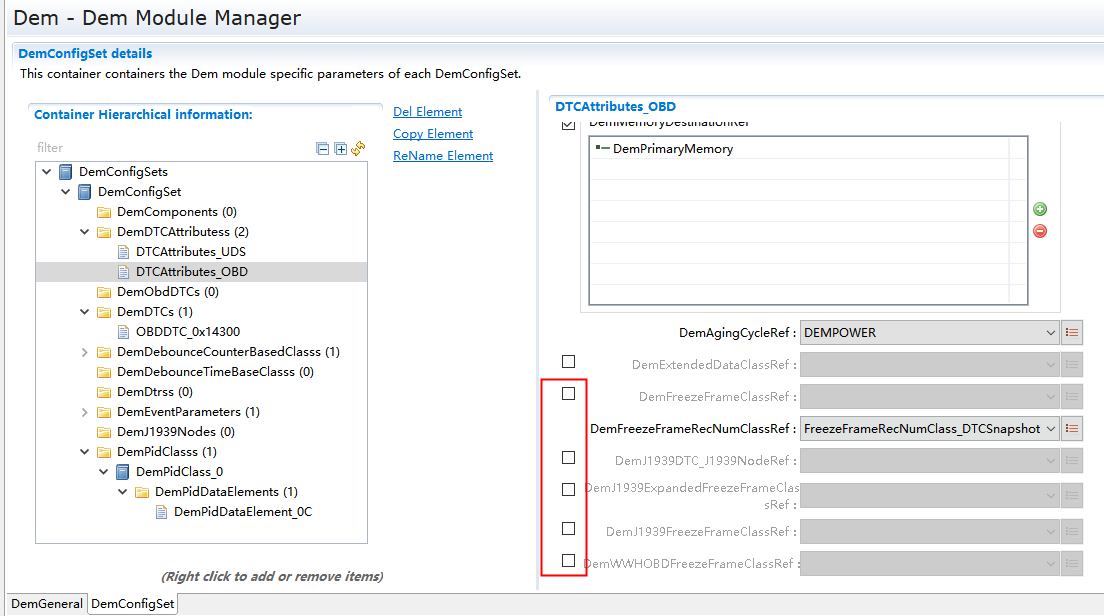 Dem - Dem Module Manager
DemConfigSet details
This container containers the Dem module specific parameters of each DemConfigSet.
Container Hierarchical information:
filter
DemConfigSets
DemConfigSet
DemComponents (0)
DemDTCAttributess (2)
DTCAttributes_UDS
DTCAttributes_OBD
DemObdDTCs (0)
DemDTCs (1)
OBDDTC_0x14300
DemDebounceCounterBasedClasss (1)
DemDebounceTimeBaseClasss (0)
DemDtrss (0)
DemEventParameters (1)
DemJ1939Nodes (0)
DemPidClasss (1)
DemPidClass_0
DemPidDataElements (1)
DemPidDataElement_0C
(Right click to add or remove items)
Del Element
Copy Element
ReName Element
DTCAttributes_OBD
DemMemoryDestinationRef
DemPrimaryMemory
DemAgingCycleRef : DEMPOWER
DemExtendedDataClassRef :
DemFreezeFrameClassRef :
DemFreezeFrameRecNumClassRef : FreezeFrameRecNumClass_DTCSnapshot
DemJ1939DTC_J1939NodeRef :
DemJ1939ExpandedFreezeFrameClas
sRef :
DemJ1939FreezeFrameClassRef :
DemWWHOBDFreezeFrameClassRef :
DemGeneral DemConfigSet